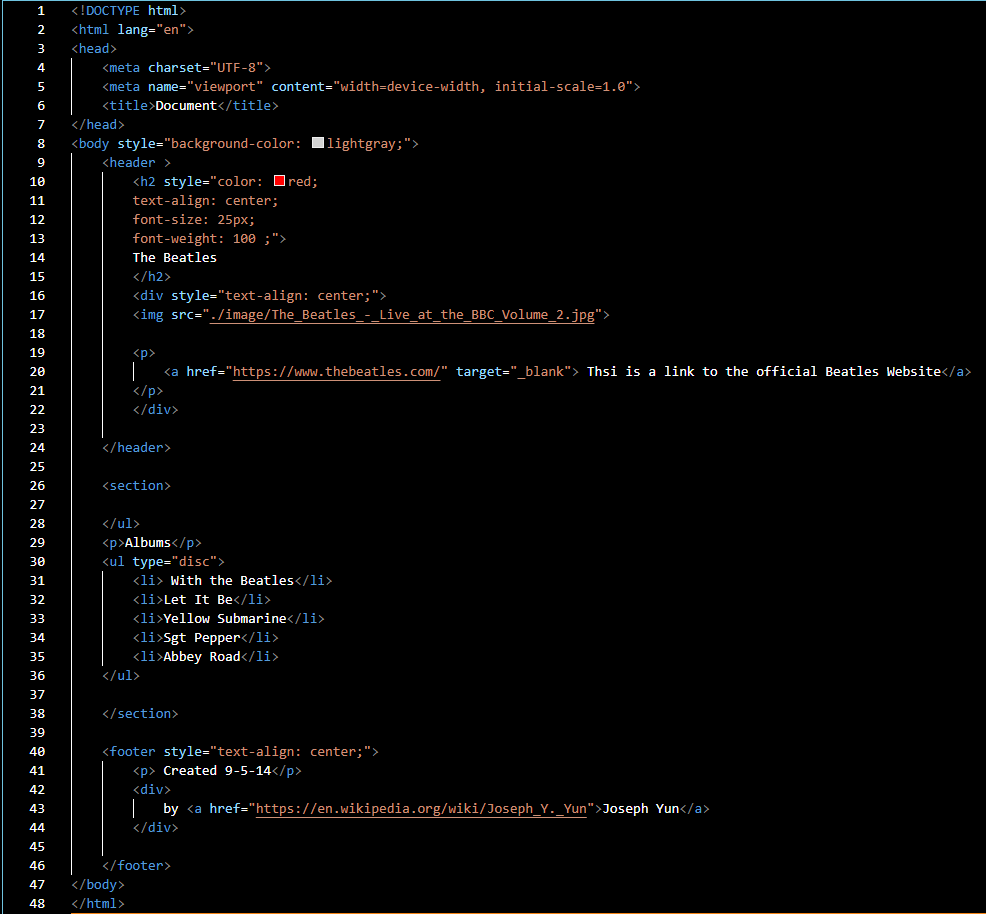 1 <!DOCTYPE html>
2 <html lang="en">
3 <head>
4     <meta charset="UTF-8">
5     <meta name="viewport" content="width=device-width, initial-scale=1.0">
6     <title>Document</title>
7 </head>
8 <body style="background-color: lightgray;">
9     <header >
10         <h2 style="color: red;
11         text-align: center;
12         font-size: 25px;
13         font-weight: 100 ;">
14         The Beatles
15         </h2>
16         <div style="text-align: center;">
17         <img src="./image/The_Beatles_-_Live_at_the_BBC_Volume_2.jpg">
18
19         <p>
20             <a href="https://www.thebeatles.com/" target="_blank"> Thsi is a link to the official Beatles Website</a>
21         </p>
22         </div>
23
24     </header>
25
26     <section>
27
28     </ul>
29     <p>Albums</p>
30     <ul type="disc">
31         <li> With the Beatles</li>
32         <li>Let It Be</li>
33         <li>Yellow Submarine</li>
34         <li>Sgt Pepper</li>
35         <li>Abbey Road</li>
36     </ul>
37
38     </section>
39
40     <footer style="text-align: center;">
41         <p> Created 9-5-14</p>
42         <div>
43             by <a href="https://en.wikipedia.org/wiki/Joseph_Y._Yun">Joseph Yun</a>
44         </div>
45
46     </footer>
47 </body>
48 </html>